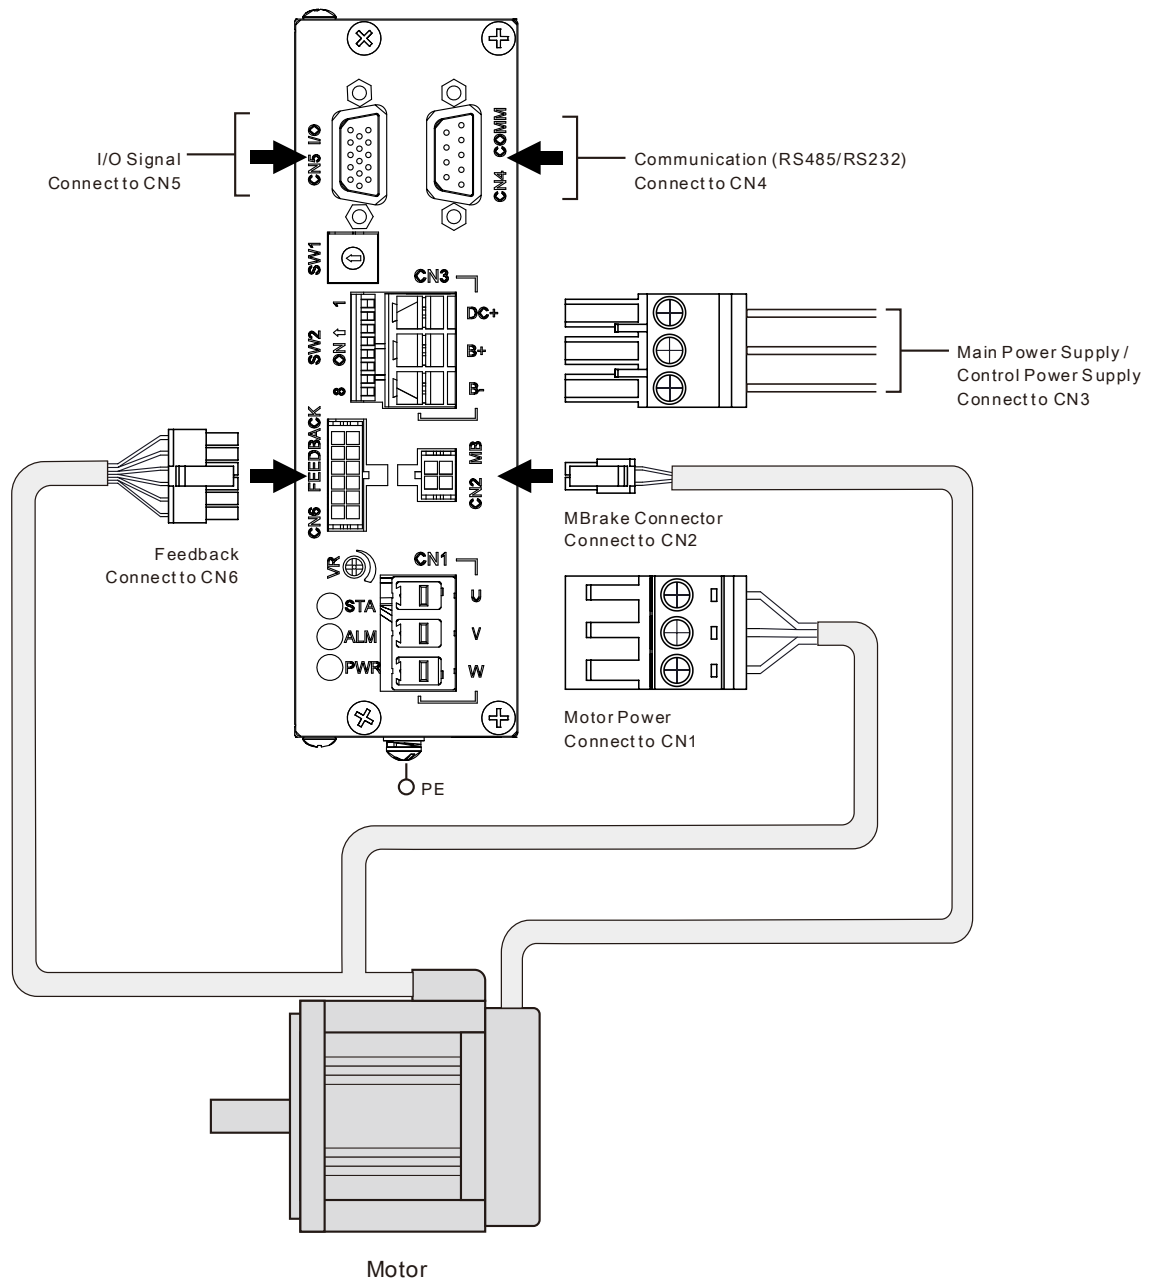 I/O Signal
Connect to CN5
CN5 I/O
CN4 COMM
Communication (RS485/RS232)
Connect to CN4
SW1
CN3
DC+
B+
B-
SW2
1
ON ⇧
8
Main Power Supply /
Control Power Supply
Connect to CN3
CN6 FEEDBACK
CN2 MB
Feedback
Connect to CN6
MBrake Connector
Connect to CN2
VR
CN1
STA
ALM
PWR
U
V
W
Motor Power
Connect to CN1
PE
Motor